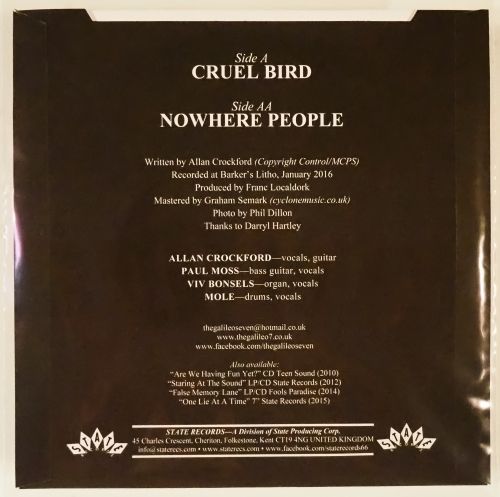 Side A
CRUEL BIRD
Side AA
NOWHERE PEOPLE
Written by Allan Crockford (Copyright Control/MCPS)
Recorded at Barker's Litho, January 2016
Produced by Franc Localdork
Mastered by Graham Semark (cyclonemusic.co.uk)
Photo by Phil Dillon
Thanks to Darryl Hartley
ALLAN CROCKFORD—vocals, guitar
PAUL MOSS—bass guitar, vocals
VIV BONSELS—organ, vocals
MOLE—drums, vocals
thegalileoseven@hotmail.co.uk
www.thegalileo7.co.uk
www.facebook.com/thegalileoseven
Also available:
“Are We Having Fun Yet?” CD Teen Sound (2010)
“Staring At The Sound” LP/CD State Records (2012)
“False Memory Lane” LP/CD Fools Paradise (2014)
“One Lie At A Time” 7” State Records (2015)
STATE RECORDS—A Division of State Producing Corp.
45 Charles Crescent, Cheriton, Folkestone, Kent CT19 4NG UNITED KINGDOM
info@staterecs.com • www.staterecs.com • www.facebook.com/staterecords66
STATE
STATE